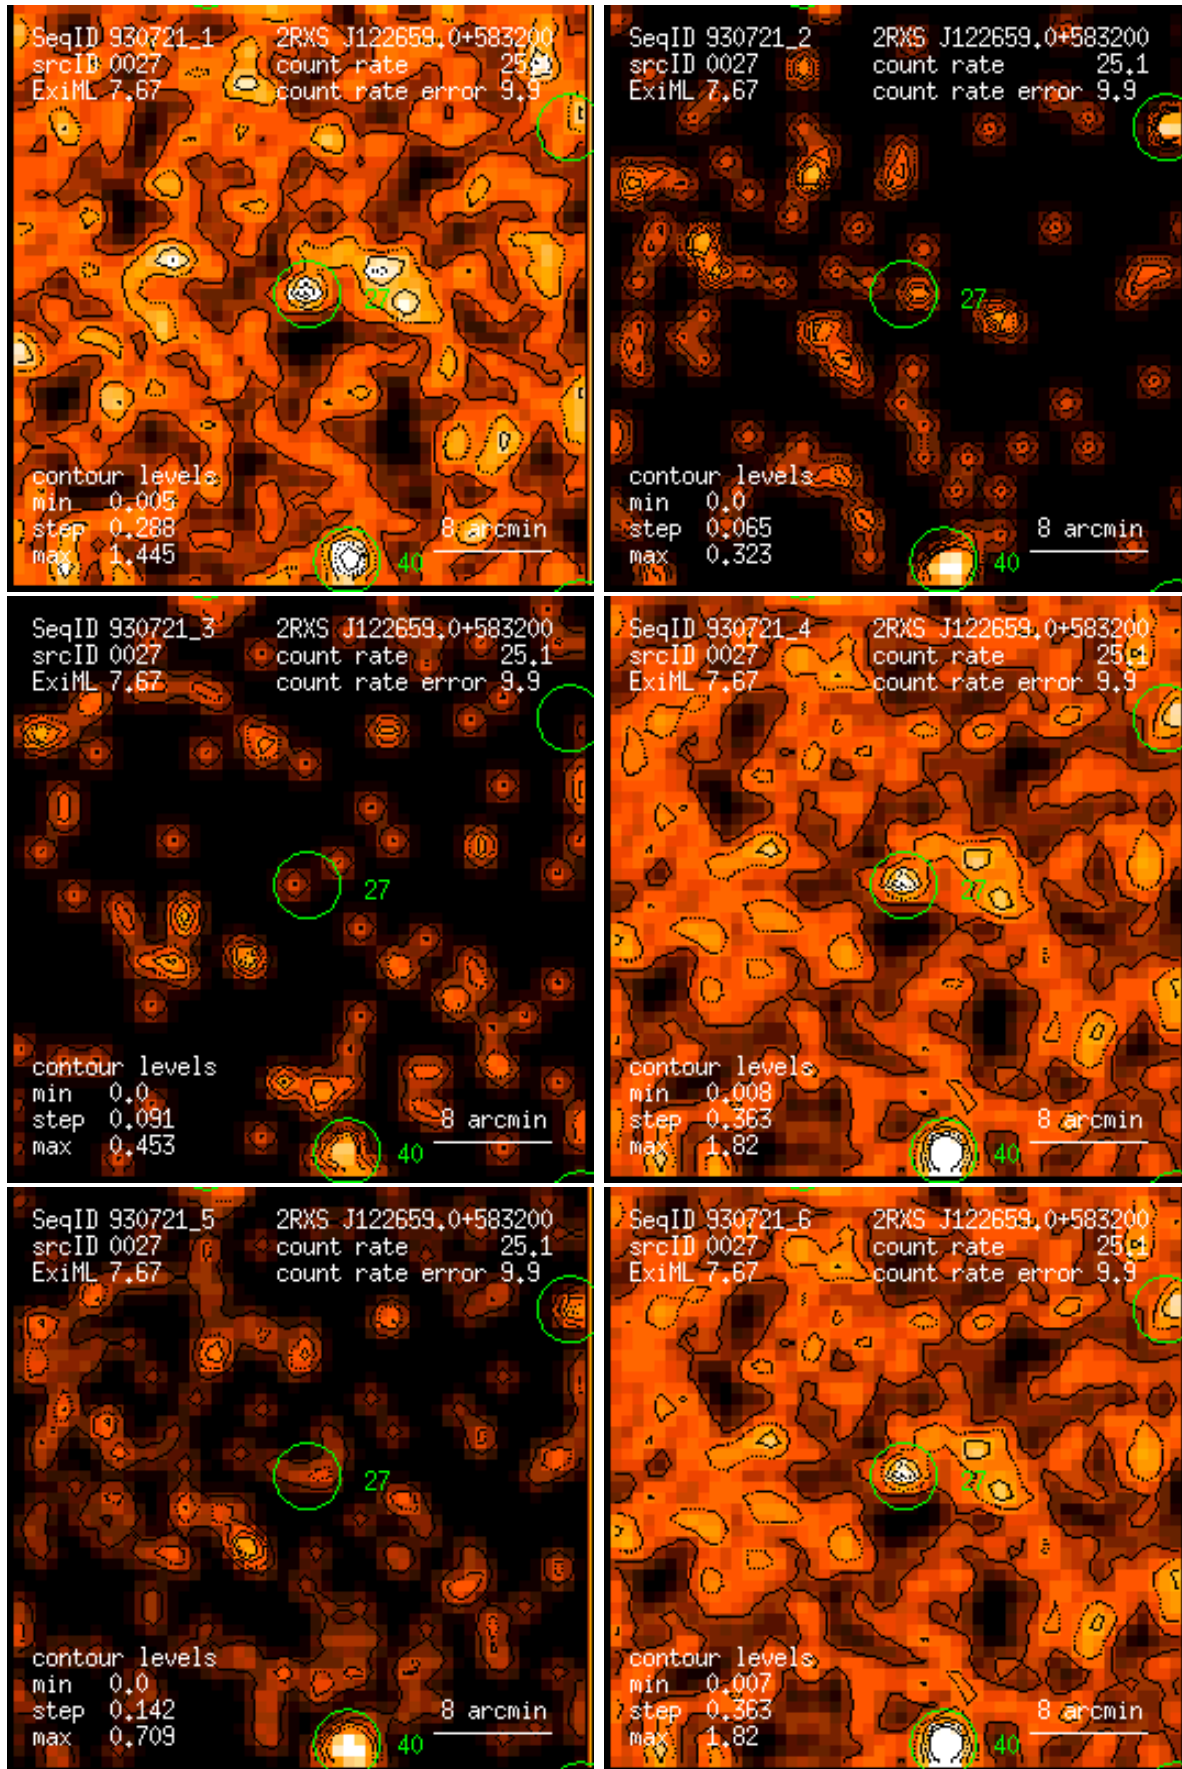 SeqID 930721_1 2RXS J122659.0+583200
srcID 0027 count rate 25.1
ExiML 7.67 count rate error 9.9
27
contour levels
min 0.005
step 0.288 8 arcmin
max 1.445 40
SeqID 930721_2 2RXS J122659.0+583200
srcID 0027 count rate 25.1
ExiML 7.67 count rate error 9.9
27
contour levels
min 0.0
step 0.065 8 arcmin
max 0.323 40
SeqID 930721_3 2RXS J122659.0+583200
srcID 0027 count rate 25.1
ExiML 7.67 count rate error 9.9
27
contour levels
min 0.0
step 0.091 8 arcmin
max 0.453 40
SeqID 930721_4 2RXS J122659.0+583200
srcID 0027 count rate 25.1
ExiML 7.67 count rate error 9.9
27
contour levels
min 0.008
step 0.363 8 arcmin
max 1.82 40
SeqID 930721_5 2RXS J122659.0+583200
srcID 0027 count rate 25.1
ExiML 7.67 count rate error 9.9
27
contour levels
min 0.0
step 0.142 8 arcmin
max 0.709 40
SeqID 930721_6 2RXS J122659.0+583200
srcID 0027 count rate 25.1
ExiML 7.67 count rate error 9.9
27
contour levels
min 0.007
step 0.363 8 arcmin
max 1.82 40